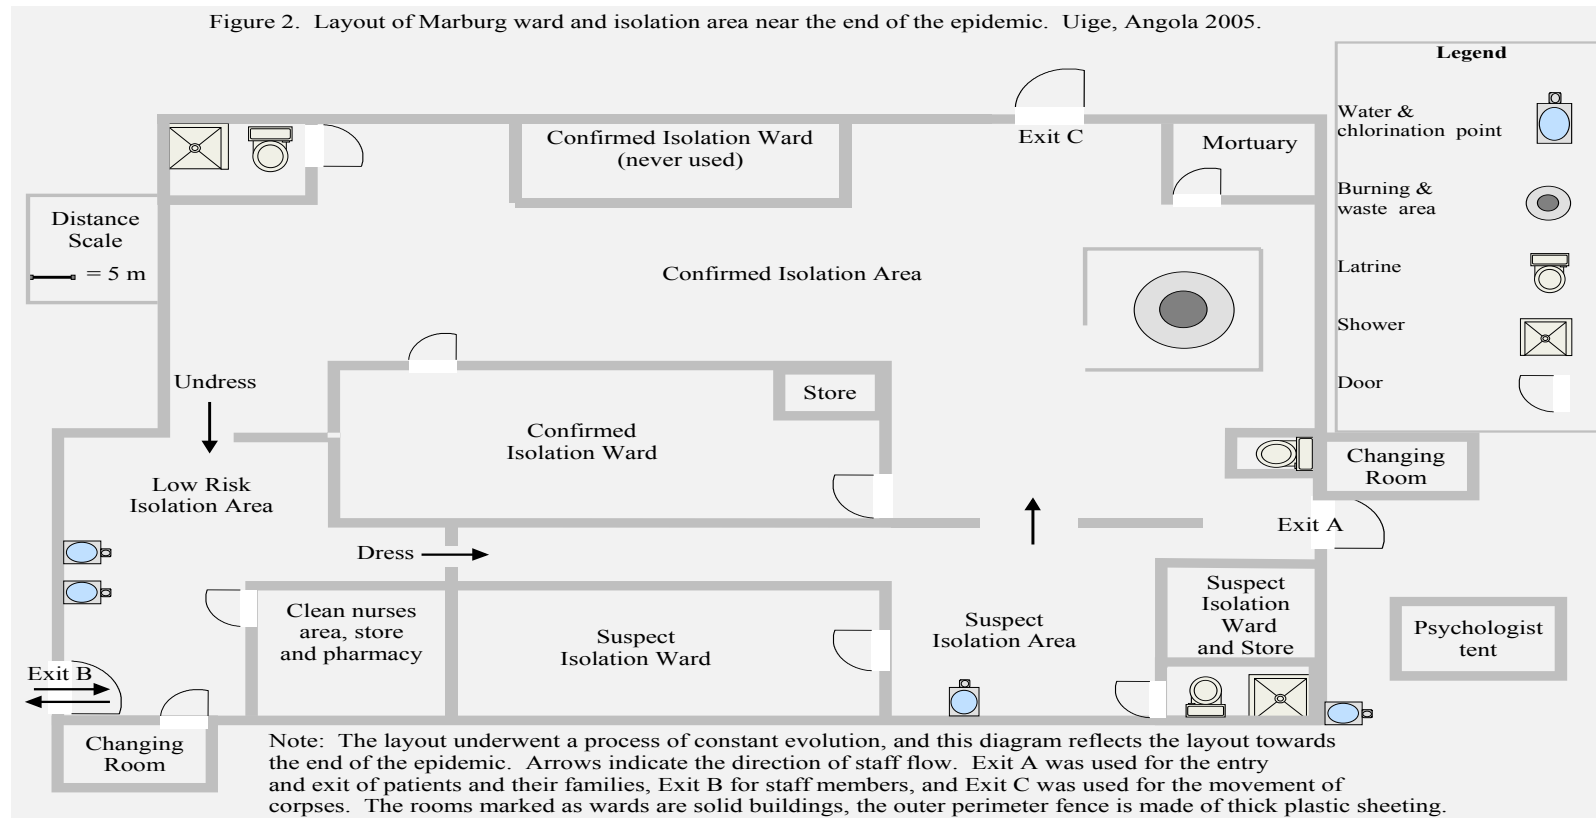 Figure 2.  Layout of Marburg ward and isolation area near the end of the epidemic.  Uige, Angola 2005.
Legend
Water &
chlorination  point
Burning &
waste  area
Latrine
Shower
Door
Exit C
Mortuary
Confirmed Isolation Ward
(never used)
Distance
Scale
= 5 m
Confirmed Isolation Area
Undress
Store
Confirmed
Isolation Ward
Changing
Room
Low Risk
Isolation Area
Exit A
Dress
Clean nurses
area, store
and pharmacy
Suspect
Isolation Ward
Suspect
Isolation Area
Suspect
Isolation
Ward
and Store
Psychologist
tent
Exit B
Changing
Room
Note:  The layout underwent a process of constant evolution, and this diagram reflects the layout towards
the end of the epidemic.  Arrows indicate the direction of staff flow.  Exit A was used for the entry
and exit of patients and their families, Exit B for staff members, and Exit C was used for the movement of
corpses.  The rooms marked as wards are solid buildings, the outer perimeter fence is made of thick plastic sheeting.